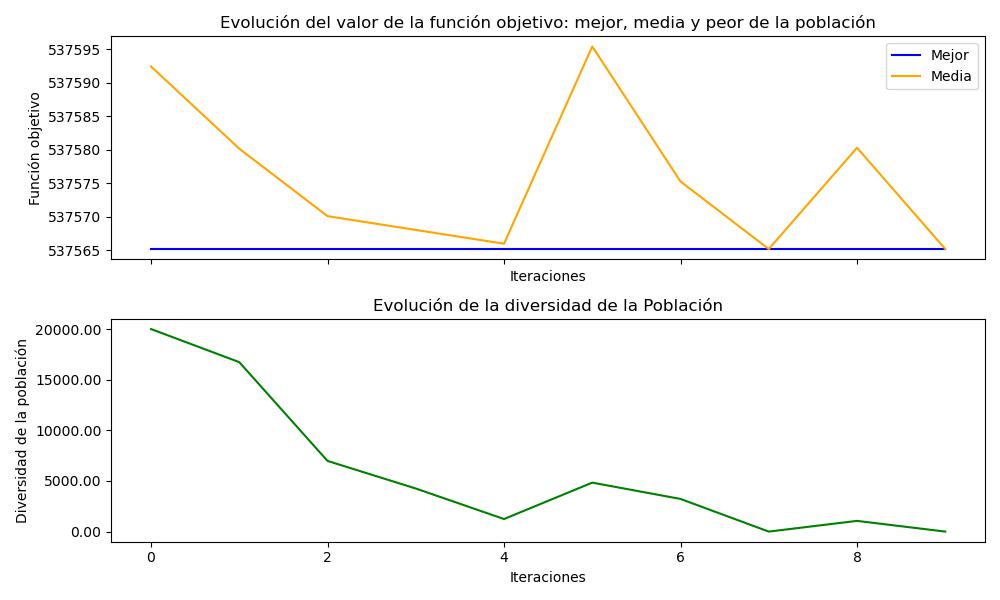 Evolución del valor de la función objetivo: mejor, media y peor de la población
537595
537590
537585
537580
537575
537570
537565
Función objetivo
Mejor
Media
Iteraciones
Evolución de la diversidad de la Población
20000.00
15000.00
10000.00
5000.00
0.00
Diversidad de la población
0 2 4 6 8
Iteraciones